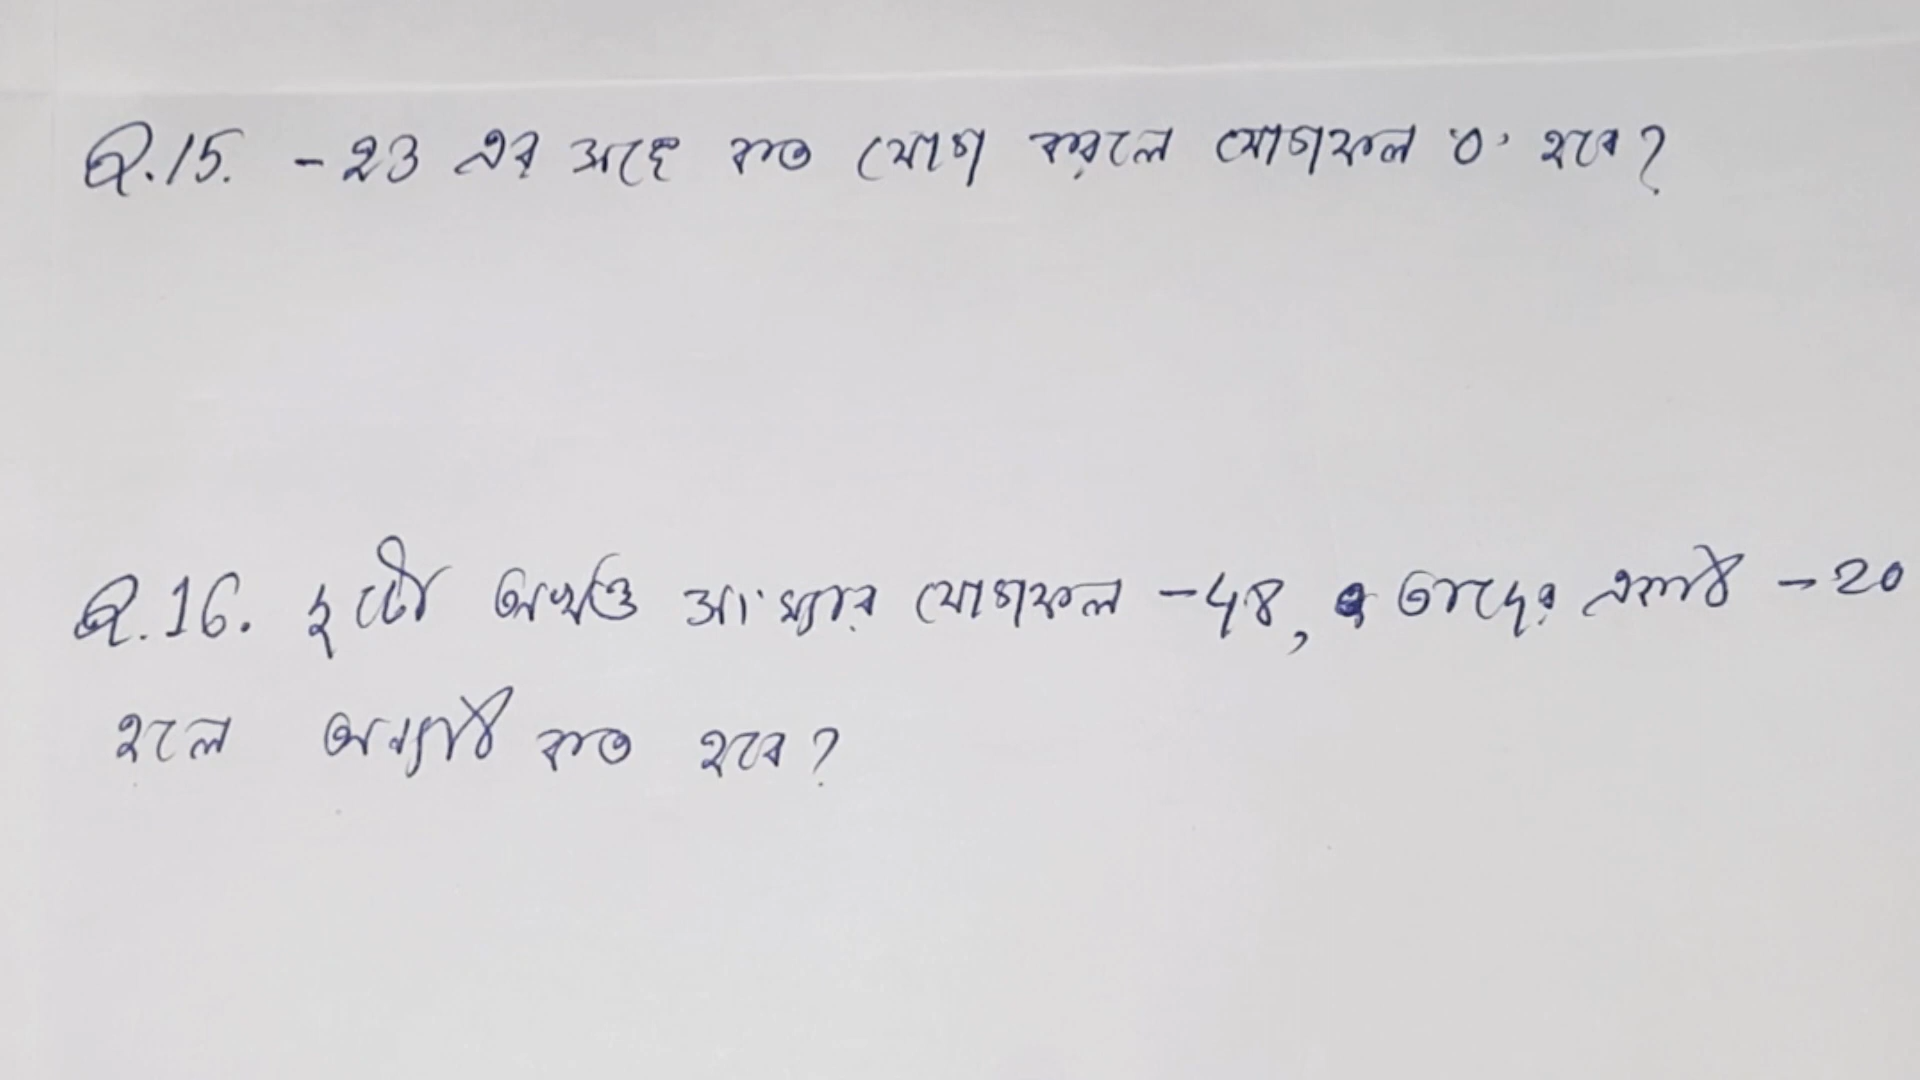 Q.15. -23 এর সঙ্গে কত যোগ করলে যোগফল '0' হবে?
Q.16. দুটো অখণ্ড সংখ্যার যোগফল -48, তাদের একটি -20
হলে অন্যটি কত হবে?